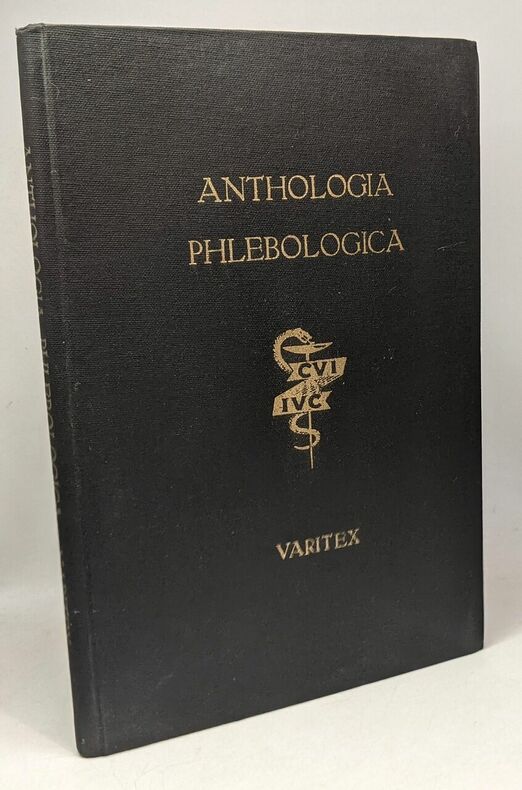 ANTHOLOGIA
PHLEBOLOGICA
CVI
IVC
VARITEX